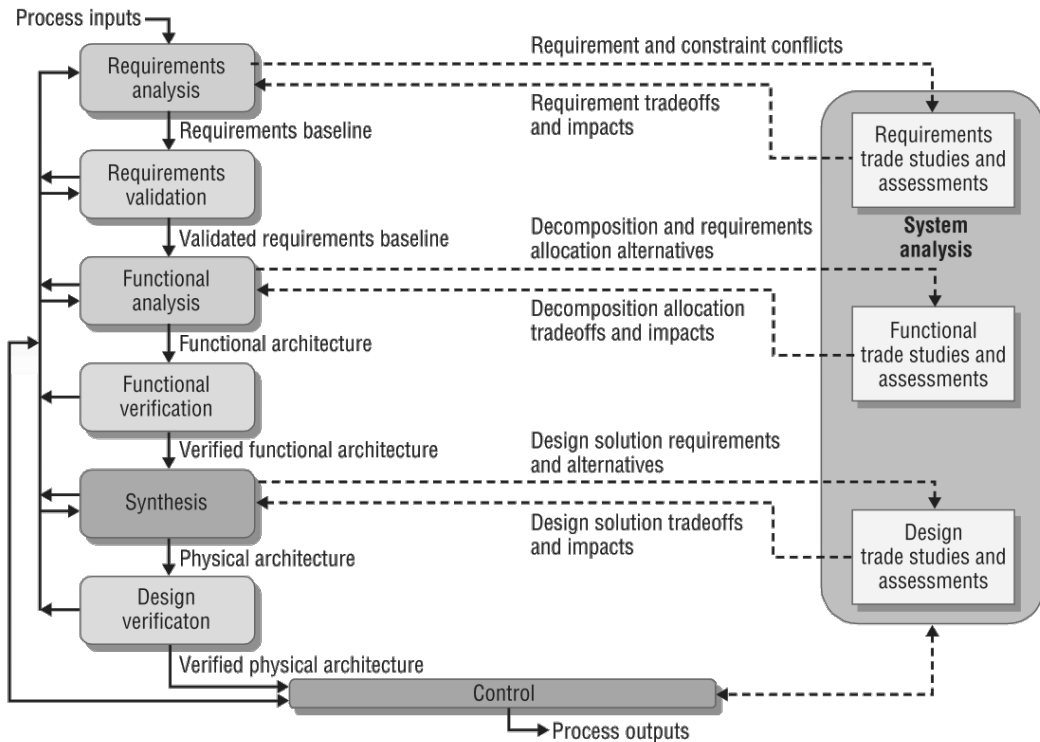 Process inputs
Requirements
analysis
Requirement and constraint conflicts
Requirement tradeoffs
and impacts
Requirements
trade studies and
assessments
Requirements baseline
Requirements
validation
System
analysis
Validated requirements baseline
Decomposition and requirements
allocation alternatives
Functional
analysis
Decomposition allocation
tradeoffs and impacts
Functional
trade studies and
assessments
Functional architecture
Functional
verification
Verified functional architecture
Design solution requirements
and alternatives
Synthesis
Design solution tradeoffs
and impacts
Design
trade studies and
assessments
Physical architecture
Design
verificaton
Verified physical architecture
Control
Process outputs